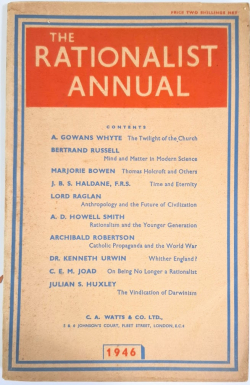 PRICE TWO SHILLINGS NET
THE
RATIONALIST
ANNUAL
CONTENTS
A. GOWANS WHYTE The Twilight of the Church
BERTRAND RUSSELL
Mind and Matter in Modern Science
MARJORIE BOWEN Thomas Holcroft and Others
J. B. S. HALDANE, F.R.S. Time and Eternity
LORD RAGLAN
Anthropology and the Future of Civilization
A. D. HOWELL SMITH
Rationalism and the Younger Generation
ARCHIBALD ROBERTSON
Catholic Propaganda and the World War
DR. KENNETH URWIN Whither England?
C. E. M. JOAD On Being No Longer a Rationalist
JULIAN S. HUXLEY
The Vindication of Darwinism
C. A. WATTS & CO. LTD.,
5 & 6 JOHNSON'S COURT, FLEET STREET, LONDON, E.C.4
1946